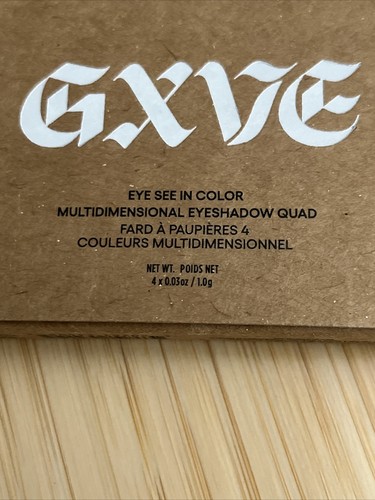 GXVE
EYE SEE IN COLOR
MULTIDIMENSIONAL EYESHADOW QUAD
FARD À PAUPIÈRES 4
COULEURS MULTIDIMENSIONNEL
NET WT. POIDS NET
4 x 0.03oz / 1.0g